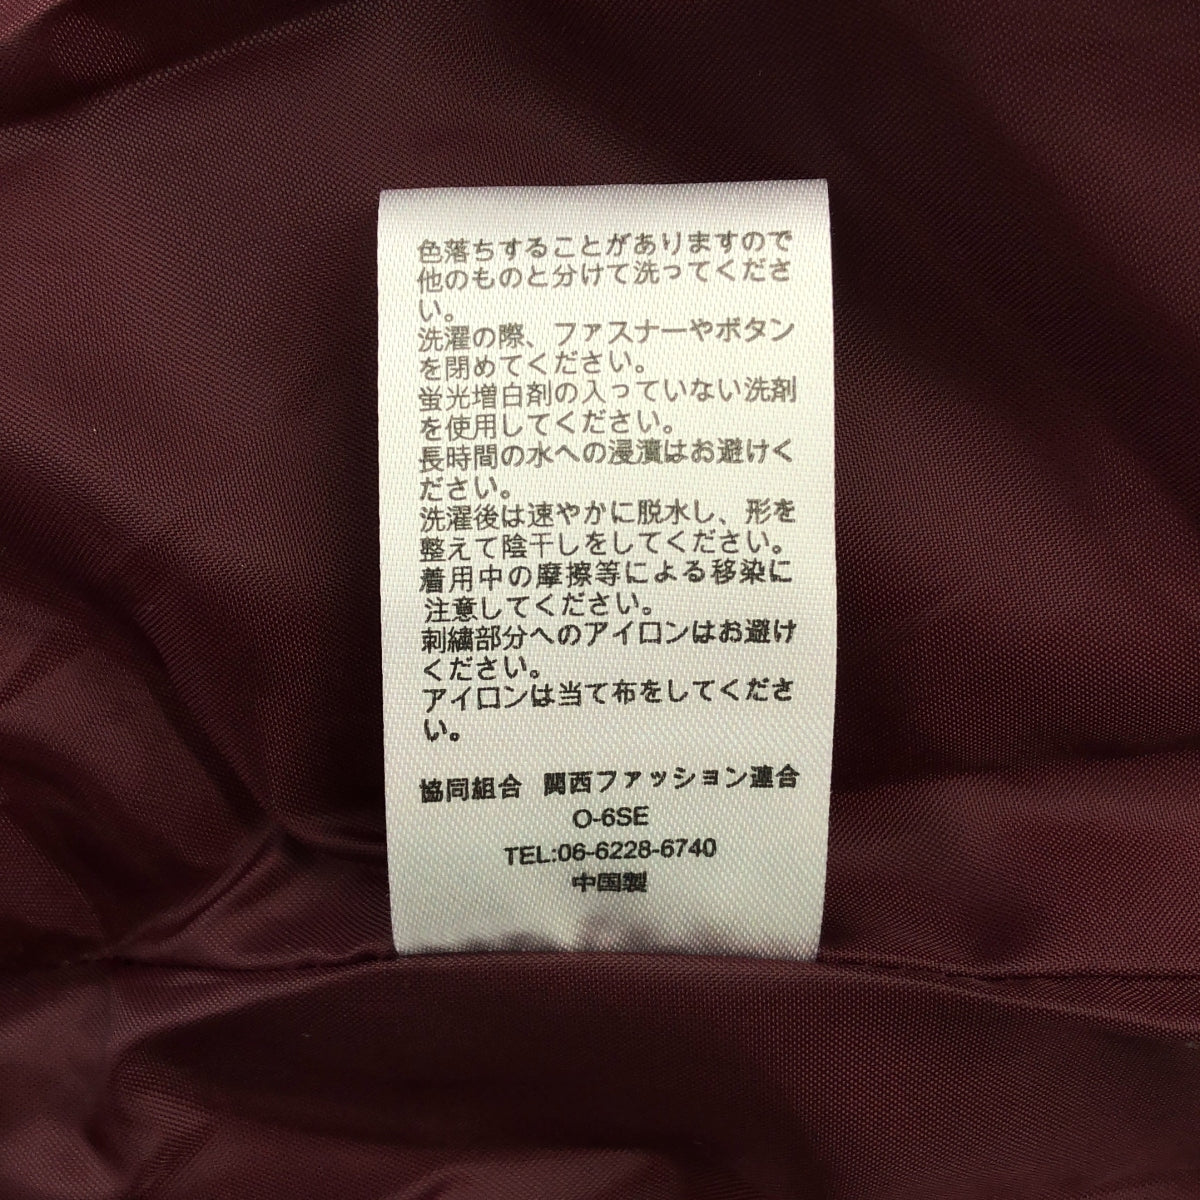 色落ちすることがありますので
他のものと分けて洗ってくださ
い。
洗濯の際、ファスナーやボタン
を閉めてください。
蛍光増白剤の入っていない洗剤
を使用してください。
長時間の水への浸漬はお避けく
ださい。
洗濯後は速やかに脱水し、形を
整えて陰干しをしてください。
着用中の摩擦等による移染に
注意してください。
刺繍部分へのアイロンはお避け
ください。
アイロンは当て布をしてくださ
い。
協同組合 関西ファッション連合
O-6SE
TEL:06-6228-6740
中国製